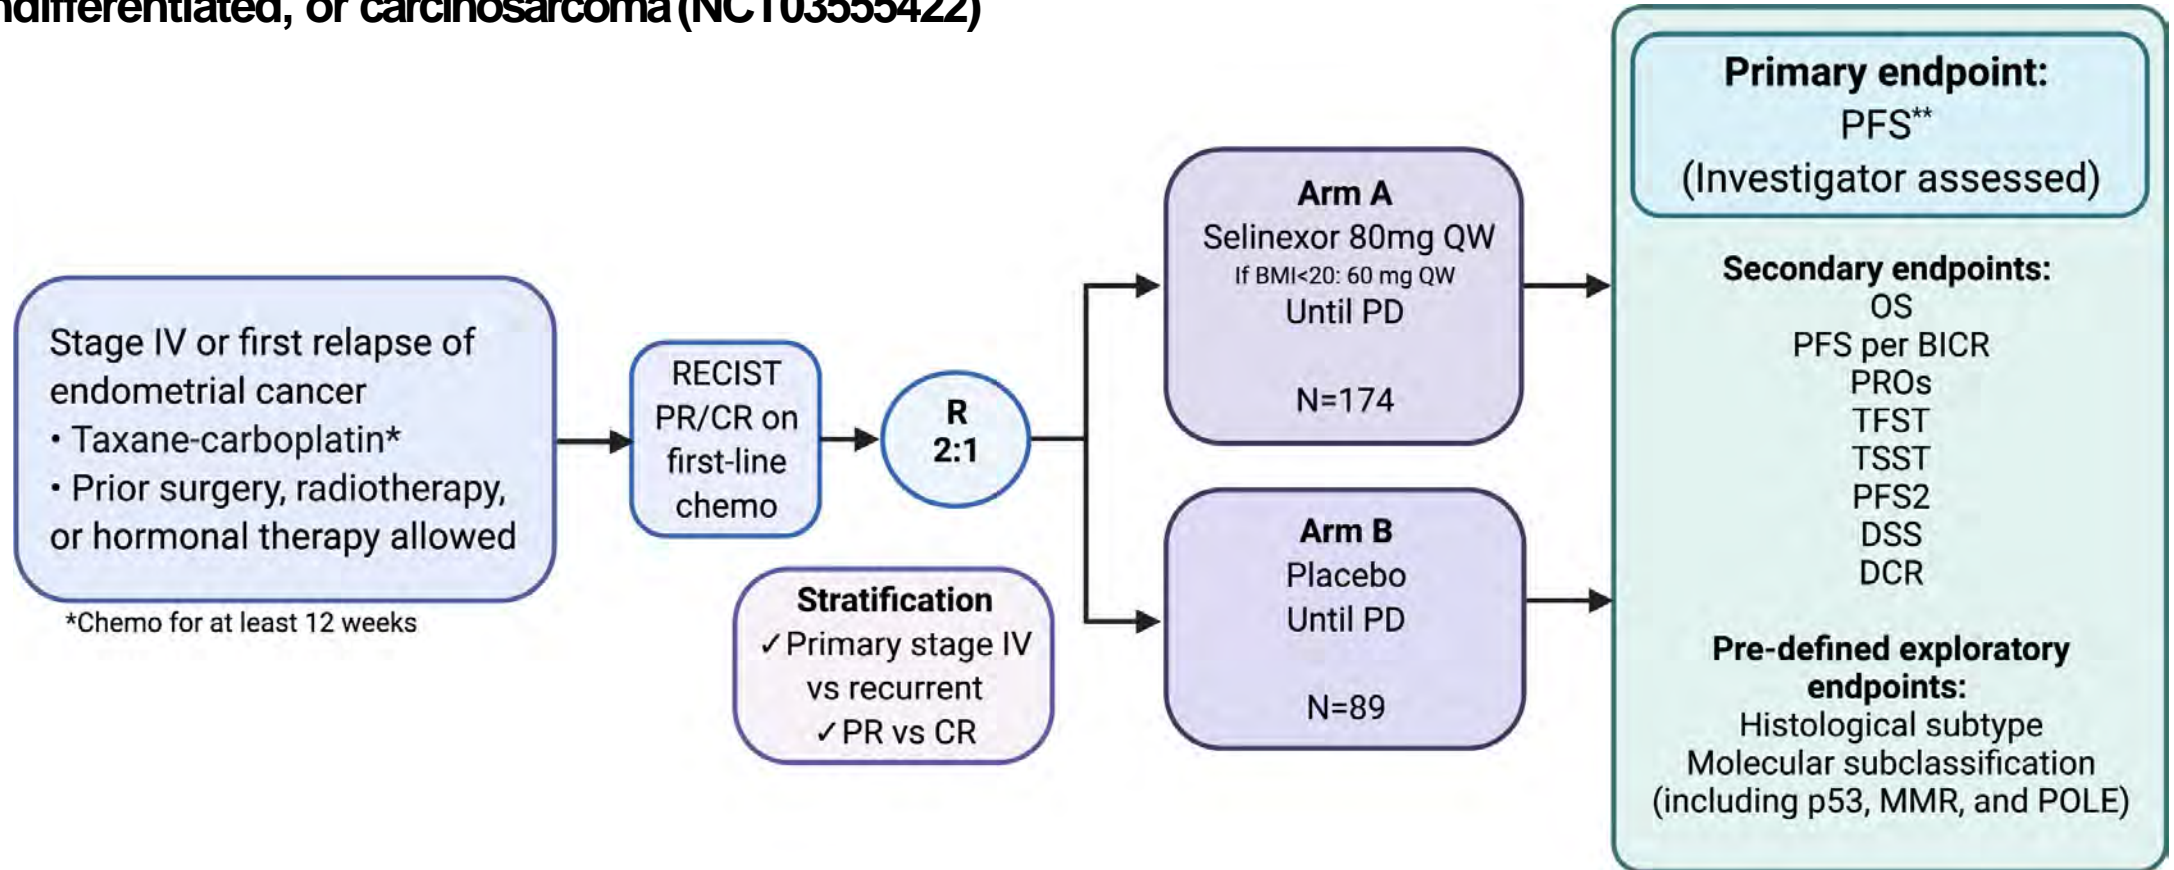 ndifferentiated, or carcinosarcoma (NCT03555422)
Stage IV or first relapse of
endometrial cancer
• Taxane-carboplatin*
• Prior surgery, radiotherapy,
or hormonal therapy allowed
*Chemo for at least 12 weeks
RECIST
PR/CR on
first-line
chemo
R
2:1
Stratification
✓Primary stage IV
vs recurrent
✓PR vs CR
Arm A
Selinexor 80mg QW
If BMI<20: 60 mg QW
Until PD
N=174
Arm B
Placebo
Until PD
N=89
Primary endpoint:
PFS**
(Investigator assessed)
Secondary endpoints:
OS
PFS per BICR
PROs
TFST
TSST
PFS2
DSS
DCR
Pre-defined exploratory
endpoints:
Histological subtype
Molecular subclassification
(including p53, MMR, and POLE)